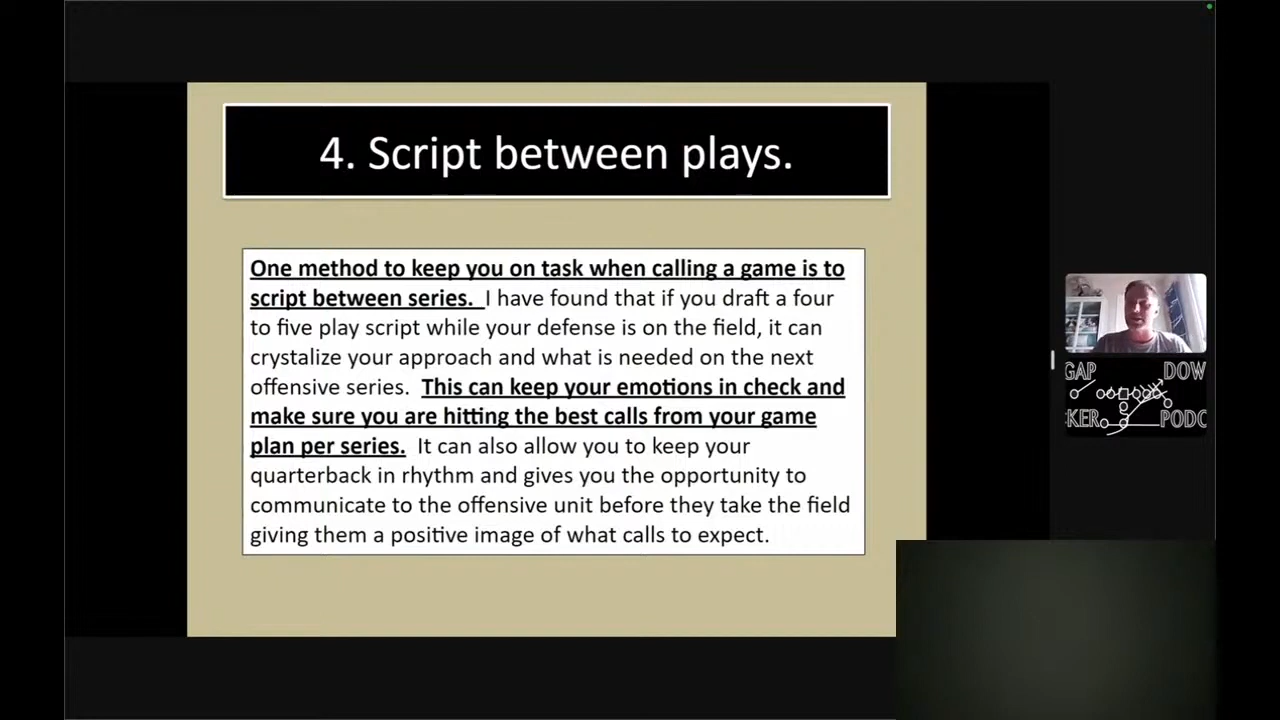 4. Script between plays.
One method to keep you on task when calling a game is to
script between series. I have found that if you draft a four
to five play script while your defense is on the field, it can
crystalize your approach and what is needed on the next
offensive series. This can keep your emotions in check and
make sure you are hitting the best calls from your game
plan per series. It can also allow you to keep your
quarterback in rhythm and gives you the opportunity to
communicate to the offensive unit before they take the field
giving them a positive image of what calls to expect.
GAP DOW
CKER PODC